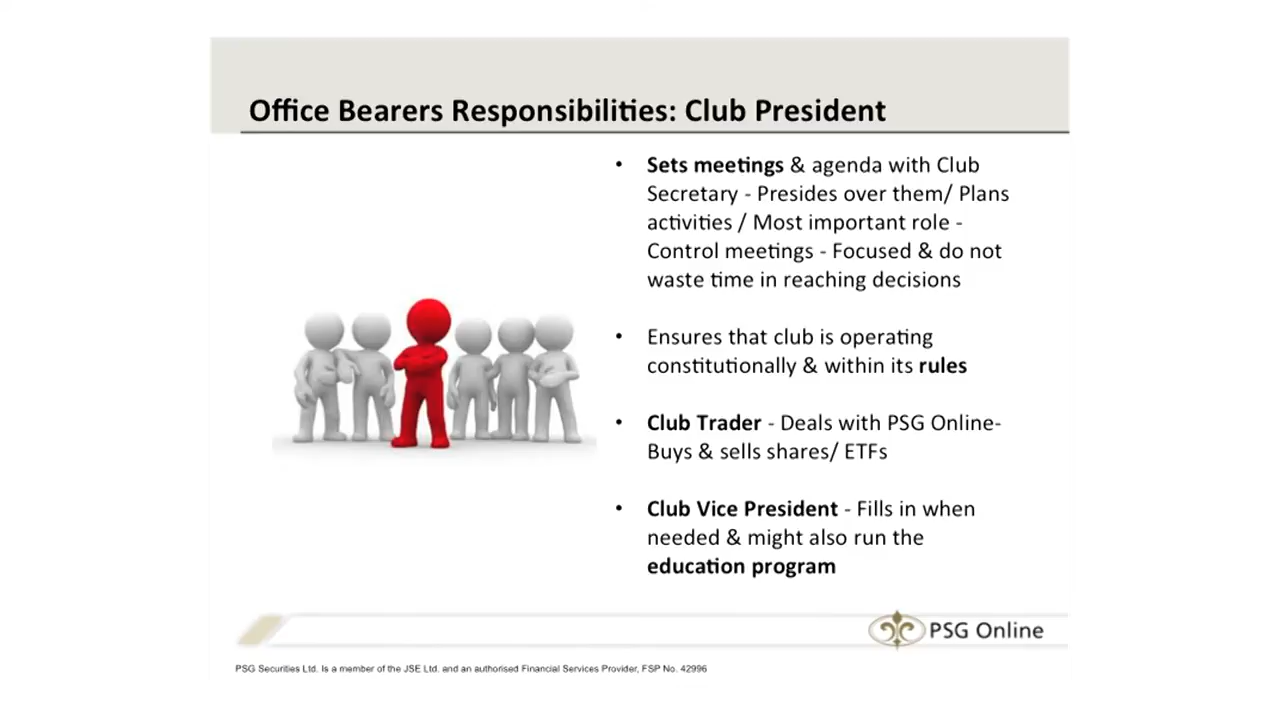 Office Bearers Responsibilities: Club President
• Sets meetings & agenda with Club
Secretary - Presides over them/ Plans
activities / Most important role -
Control meetings - Focused & do not
waste time in reaching decisions
• Ensures that club is operating
constitutionally & within its rules
• Club Trader - Deals with PSG Online-
Buys & sells shares/ ETFs
• Club Vice President - Fills in when
needed & might also run the
education program
PSG Online
PSG Securities Ltd. Is a member of the JSE Ltd. and an authorised Financial Services Provider, FSP No. 42996